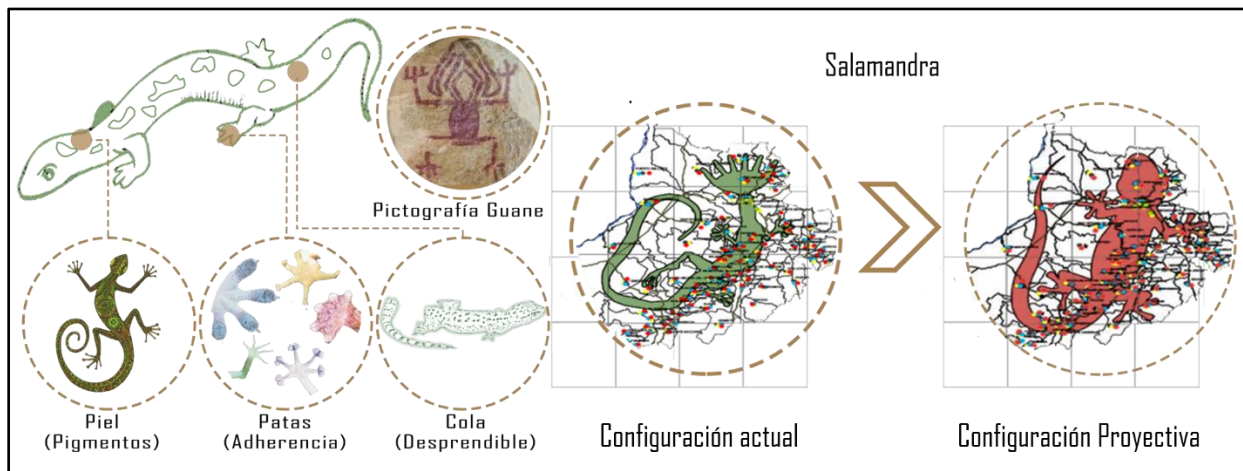 Salamandra
Pictografía Guane
Piel
(Pigmentos)
Patas
(Adherencia)
Cola
(Desprendible)
Configuración actual
Configuración Proyectiva